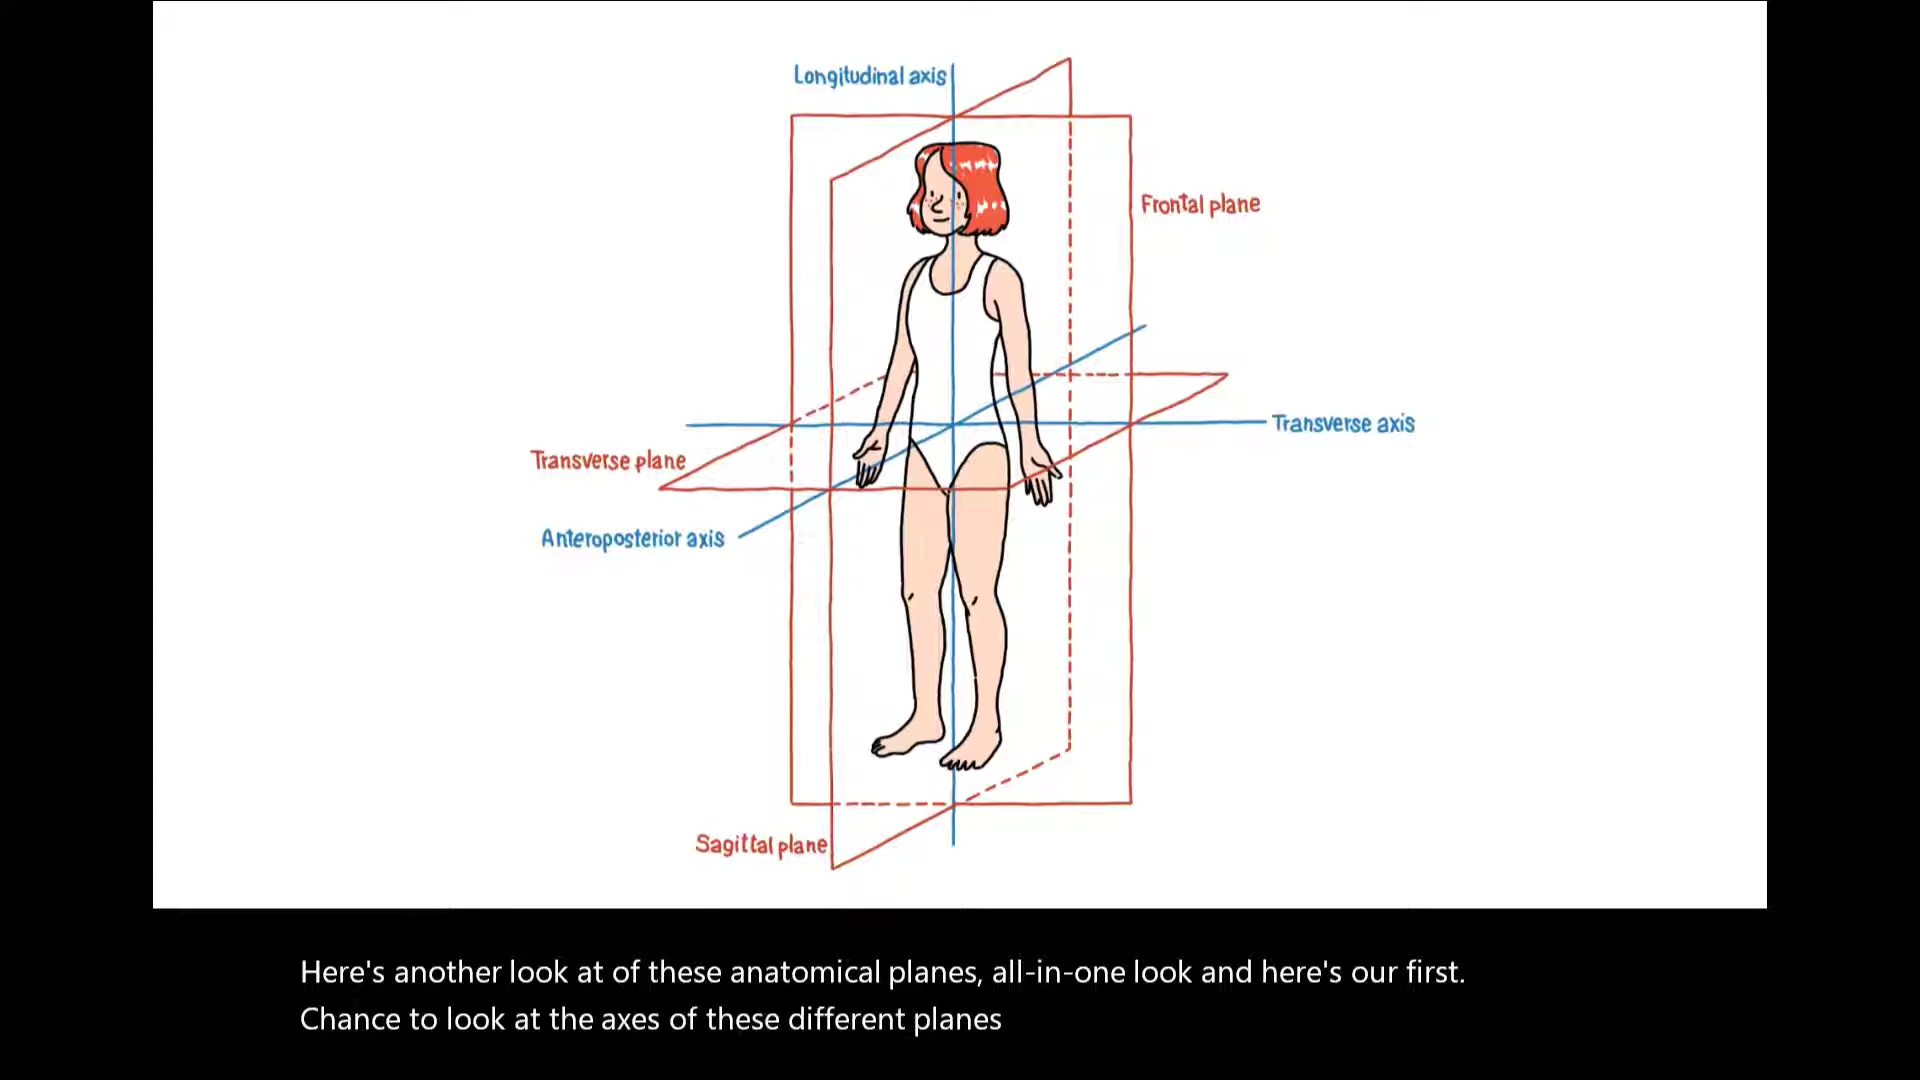 Longitudinal axis
Frontal plane
Transverse axis
Transverse plane
Anteroposterior axis
Sagittal plane
Here's another look at of these anatomical planes, all-in-one look and here's our first.
Chance to look at the axes of these different planes